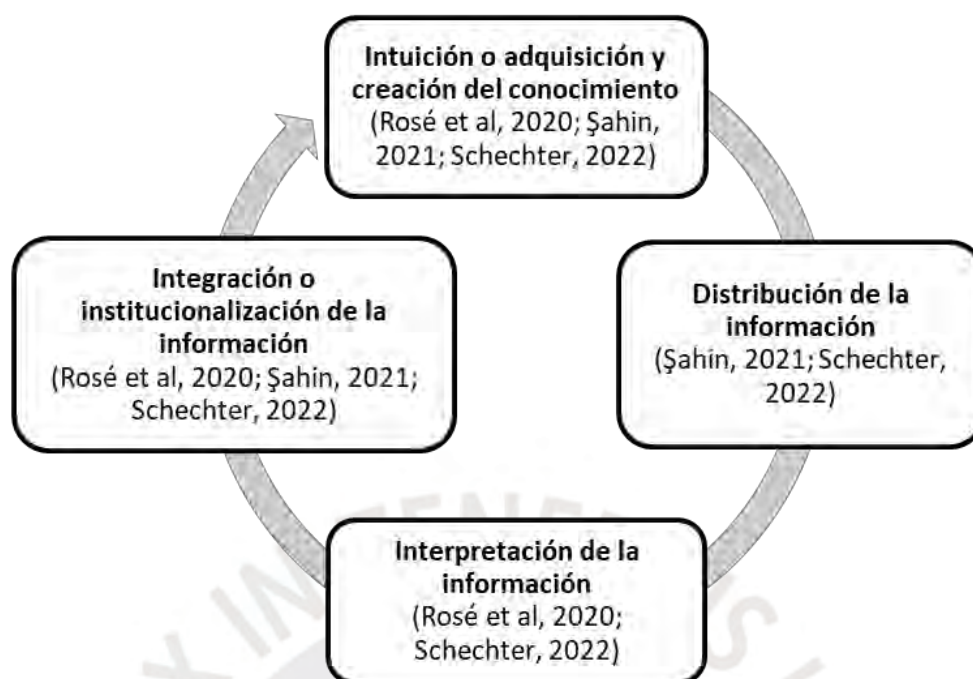 Intuición o adquisición y
creación del conocimiento
(Rosé et al, 2020; Şahin,
2021; Schechter, 2022)
Distribución de la
información
(Şahin, 2021; Schechter,
2022)
Interpretación de la
información
(Rosé et al, 2020;
Schechter, 2022)
Integración o
institucionalización de la
información
(Rosé et al, 2020; Şahin, 2021;
Schechter, 2022)